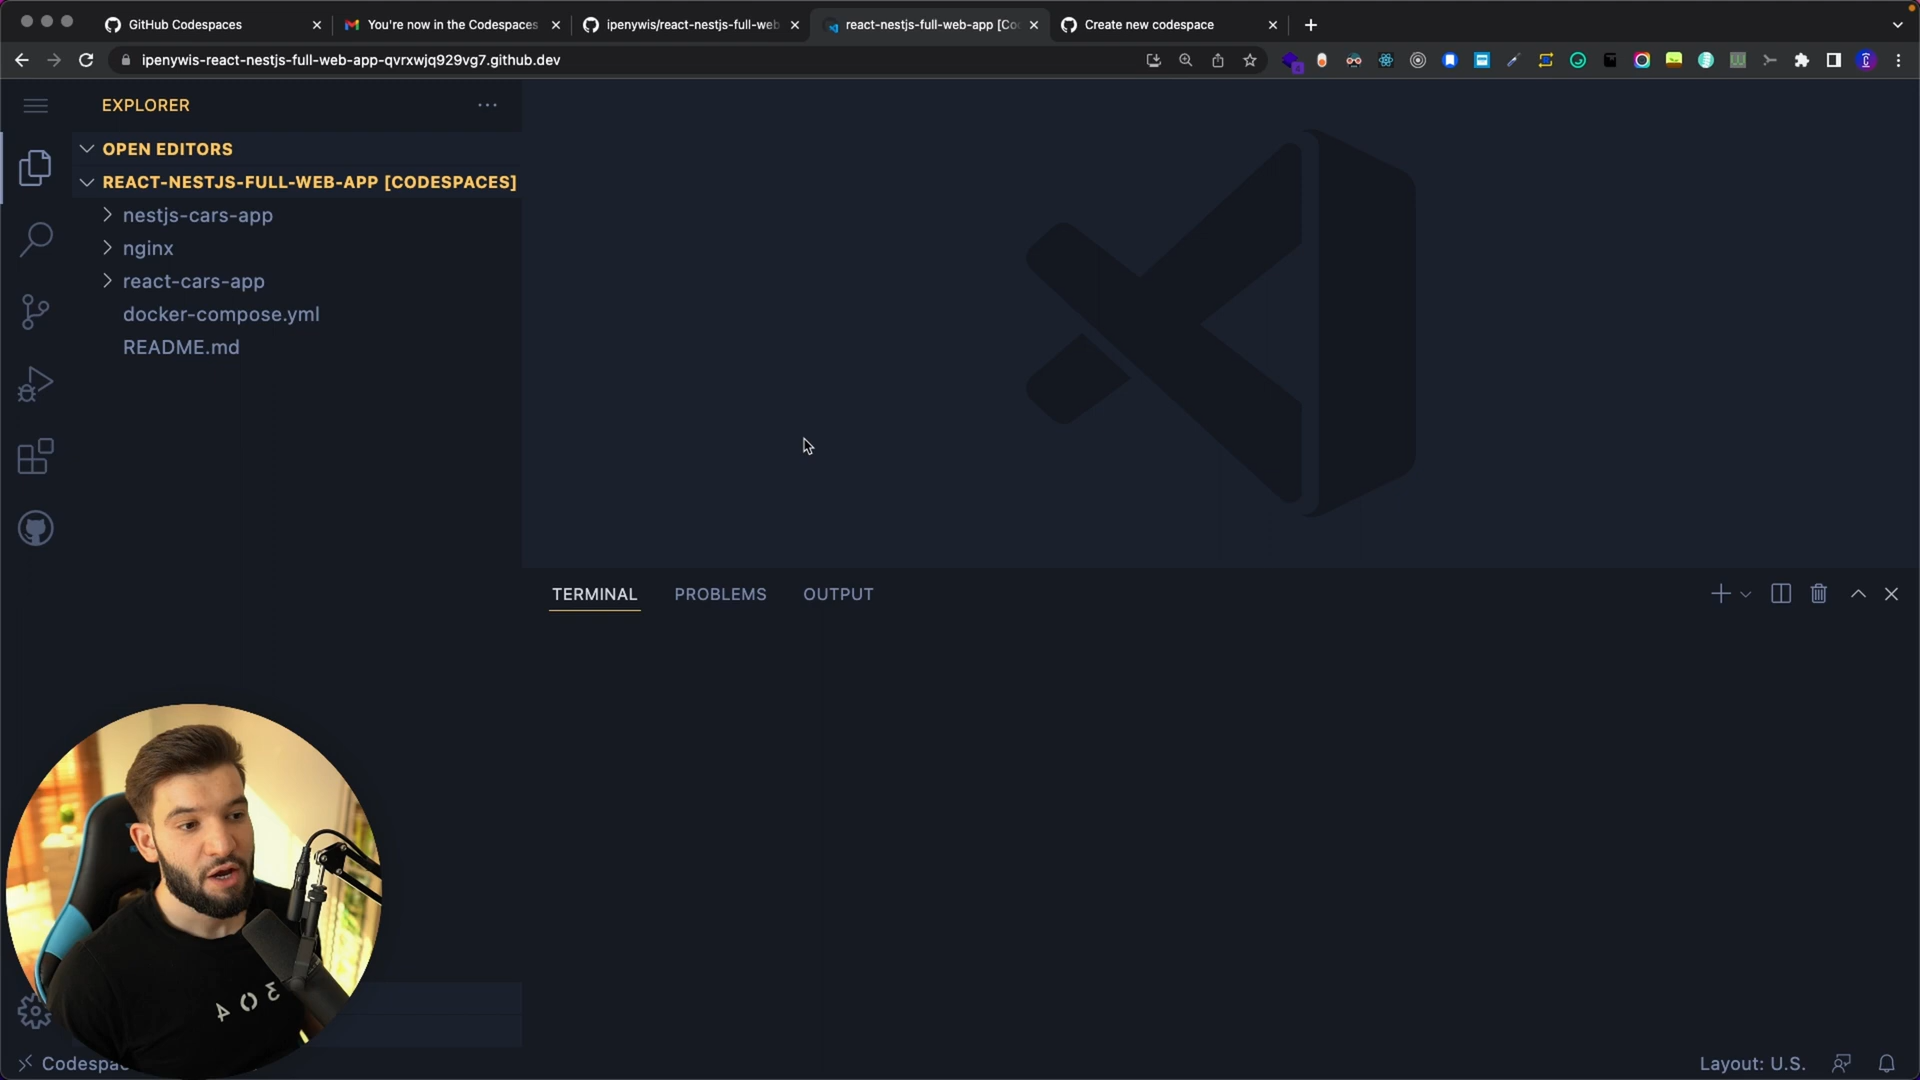 GitHub Codespaces
You're now in the Codespaces
ipenywis/react-nestjs-full-web
react-nestjs-full-web-app [Co
Create new codespace
ipenywis-react-nestjs-full-web-app-qvrxwjq929vg7.github.dev
EXPLORER
OPEN EDITORS
REACT-NESTJS-FULL-WEB-APP [CODESPACES]
nestjs-cars-app
nginx
react-cars-app
docker-compose.yml
README.md
TERMINAL
PROBLEMS
OUTPUT
Codespac
Layout: U.S.